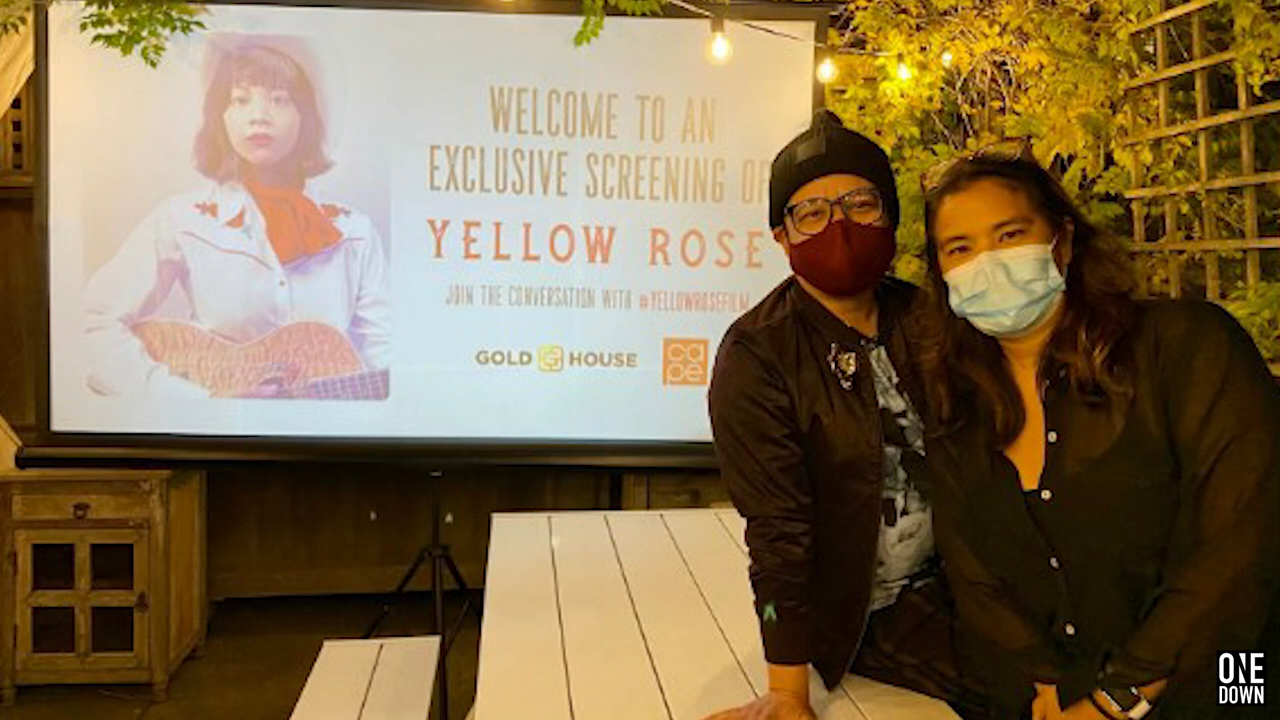 WELCOME TO AN
EXCLUSIVE SCREENING OF
YELLOW ROSE
JOIN THE CONVERSATION WITH #YELLOWROSEFILM
GOLD HOUSE
cape
ONE
DOWN